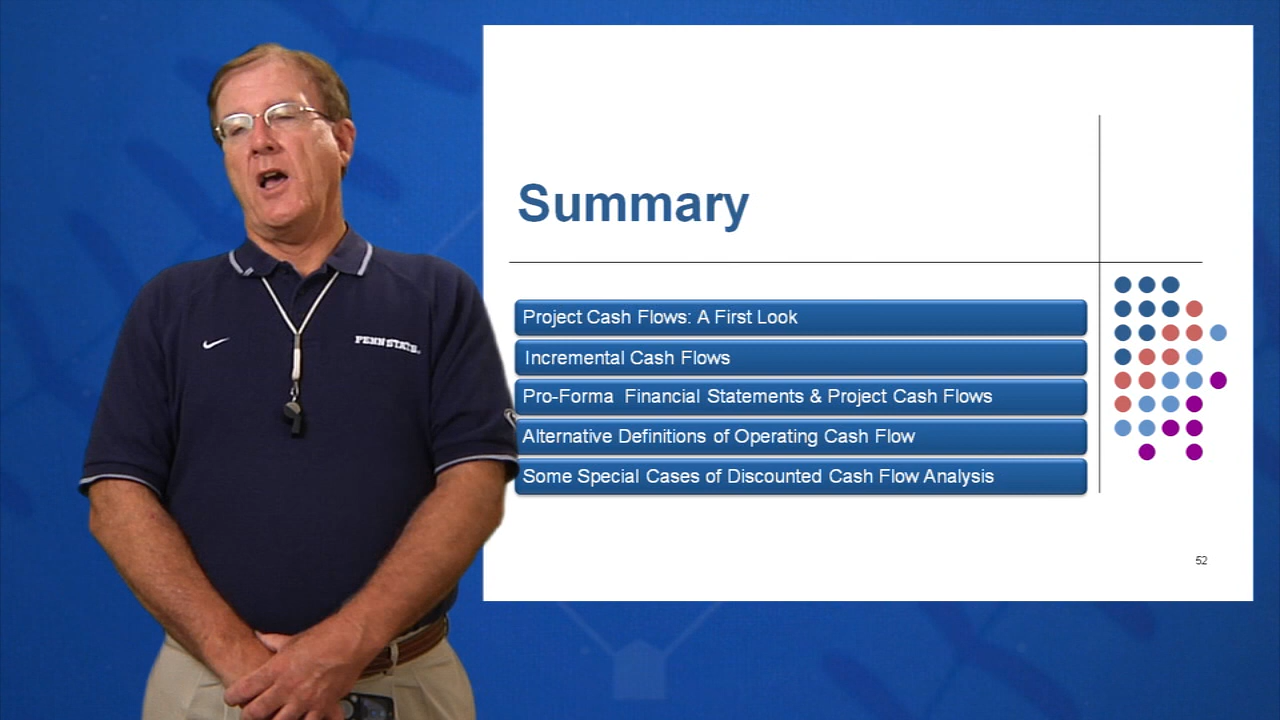 PENN STATE.
Summary
Project Cash Flows: A First Look
Incremental Cash Flows
Pro-Forma  Financial Statements & Project Cash Flows
Alternative Definitions of Operating Cash Flow
Some Special Cases of Discounted Cash Flow Analysis
52